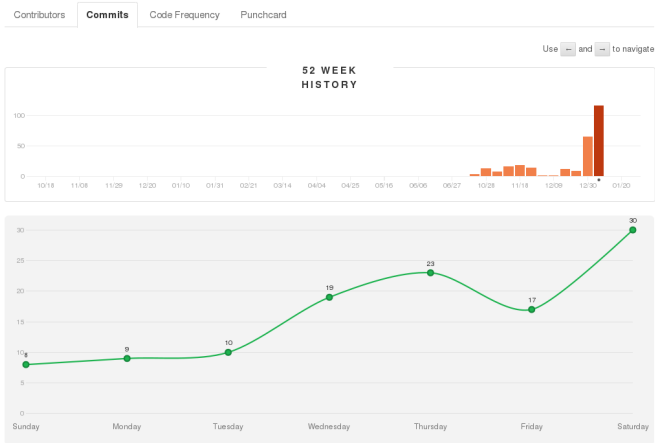 Contributors Commits Code Frequency Punchcard
Use ← and → to navigate
52 WEEK
HISTORY
100
50
0
10/18 11/08 11/29 12/20 01/10 01/31 02/21 03/14 04/04 04/25 05/16 06/06 06/27 10/28 11/18 12/09 12/30 01/20
30
30
25
23
20
19
17
15
10
10
9
8
5
0
Sunday Monday Tuesday Wednesday Thursday Friday Saturday